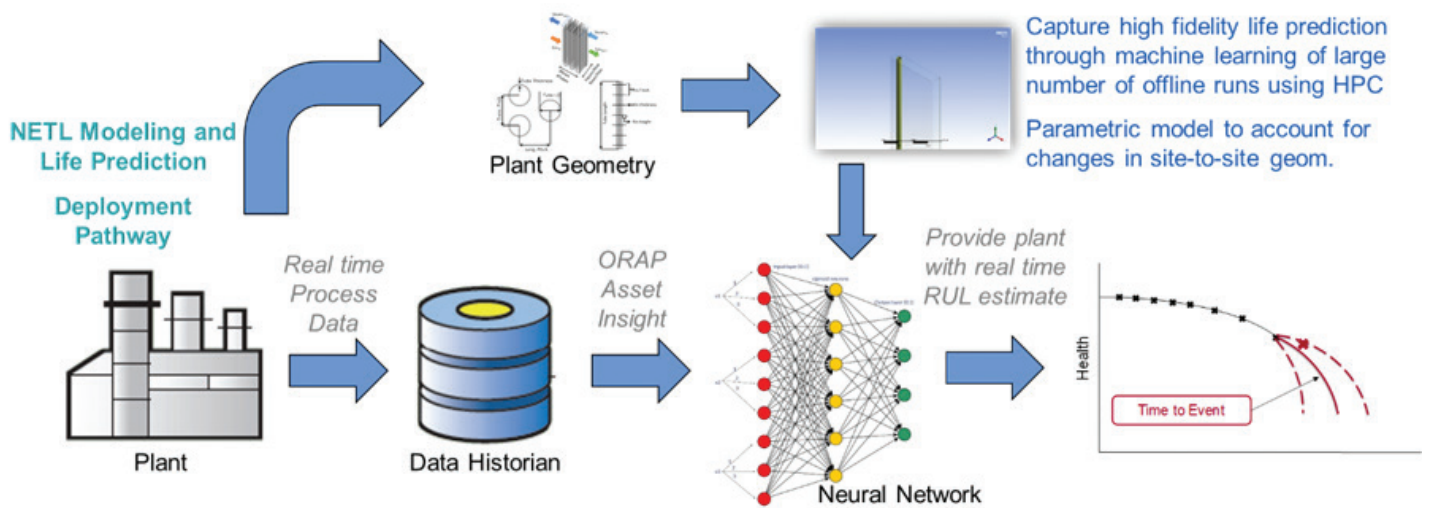 NETL Modeling and
Life Prediction
Deployment
Pathway
Plant Geometry
Capture high fidelity life prediction
through machine learning of large
number of offline runs using HPC
Parametric model to account for
changes in site-to-site geom.
Real time
Process
Data
ORAP
Asset
Insight
Provide plant
with real time
RUL estimate
Plant
Data Historian
Neural Network
Health
Time to Event